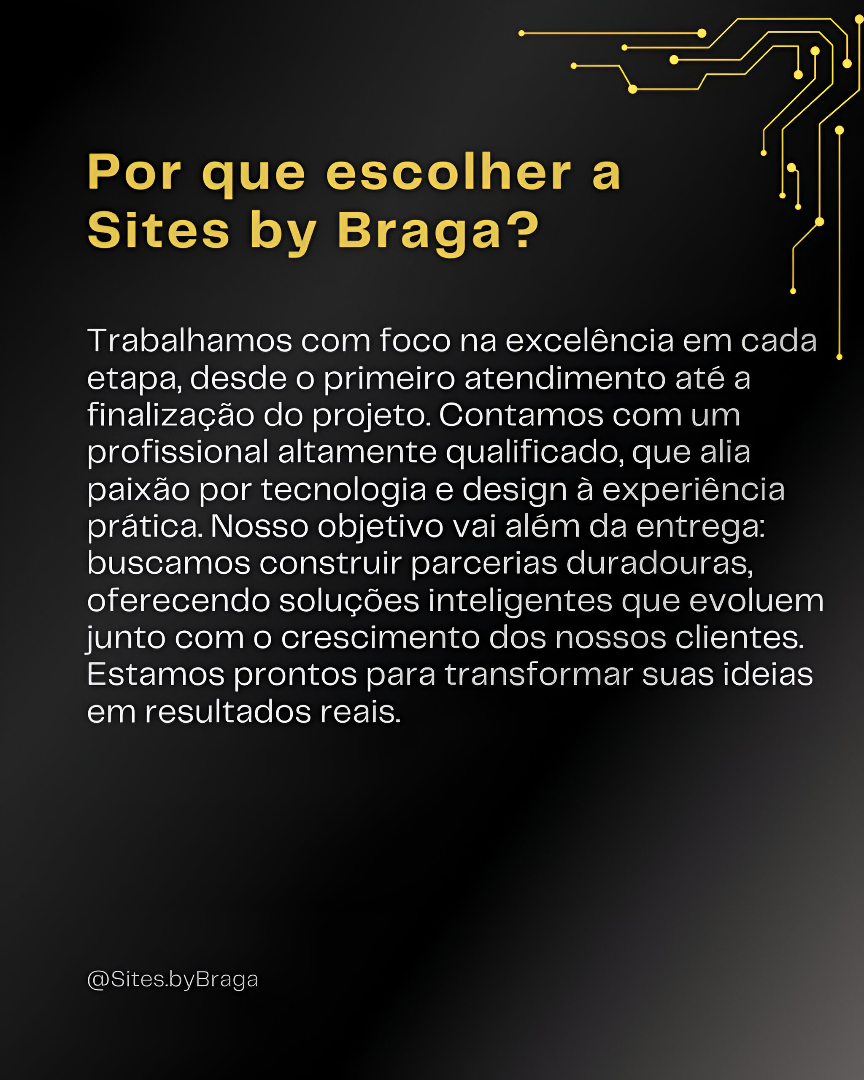 Por que escolher a
Sites by Braga?
Trabalhamos com foco na excelência em cada
etapa, desde o primeiro atendimento até a
finalização do projeto. Contamos com um
profissional altamente qualificado, que alia
paixão por tecnologia e design à experiência
prática. Nosso objetivo vai além da entrega:
buscamos construir parcerias duradouras,
oferecendo soluções inteligentes que evoluem
junto com o crescimento dos nossos clientes.
Estamos prontos para transformar suas ideias
em resultados reais.
@Sites.byBraga